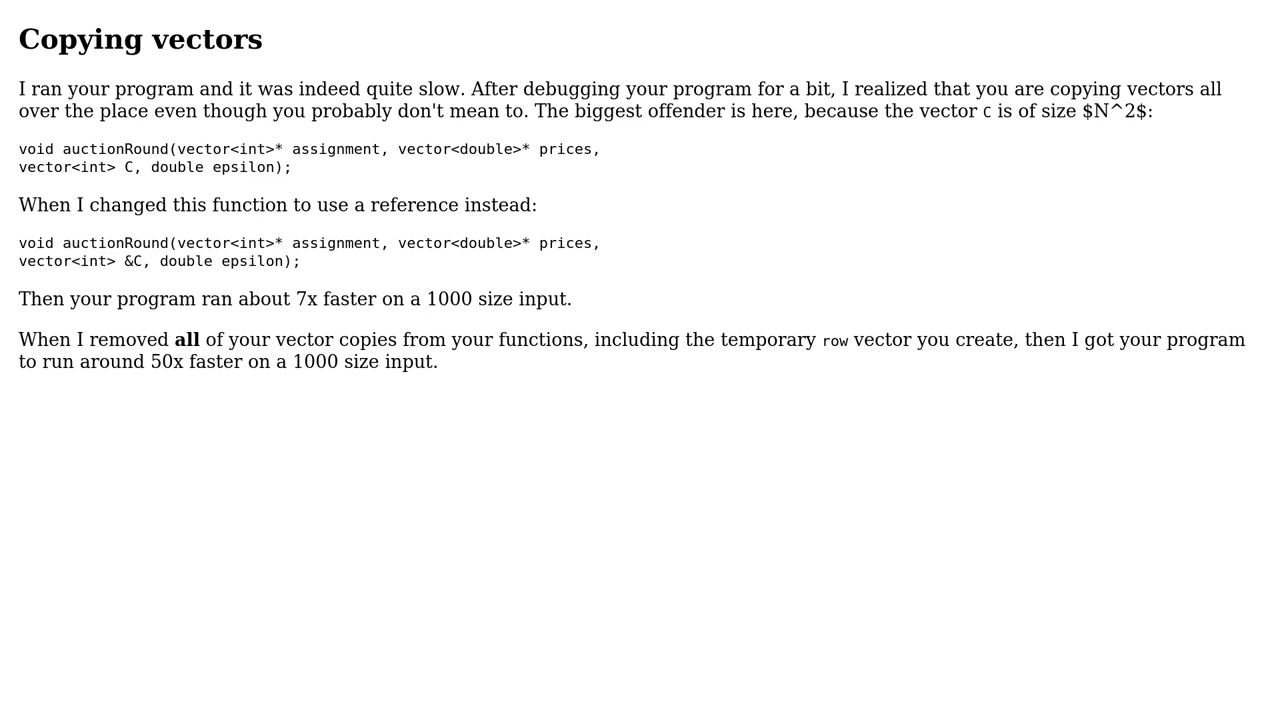 Copying vectors
I ran your program and it was indeed quite slow. After debugging your program for a bit, I realized that you are copying vectors all
over the place even though you probably don't mean to. The biggest offender is here, because the vector C is of size $N^2$:
void auctionRound(vector<int>* assignment, vector<double>* prices,
vector<int> C, double epsilon);
When I changed this function to use a reference instead:
void auctionRound(vector<int>* assignment, vector<double>* prices,
vector<int> &C, double epsilon);
Then your program ran about 7x faster on a 1000 size input.
When I removed all of your vector copies from your functions, including the temporary row vector you create, then I got your program
to run around 50x faster on a 1000 size input.